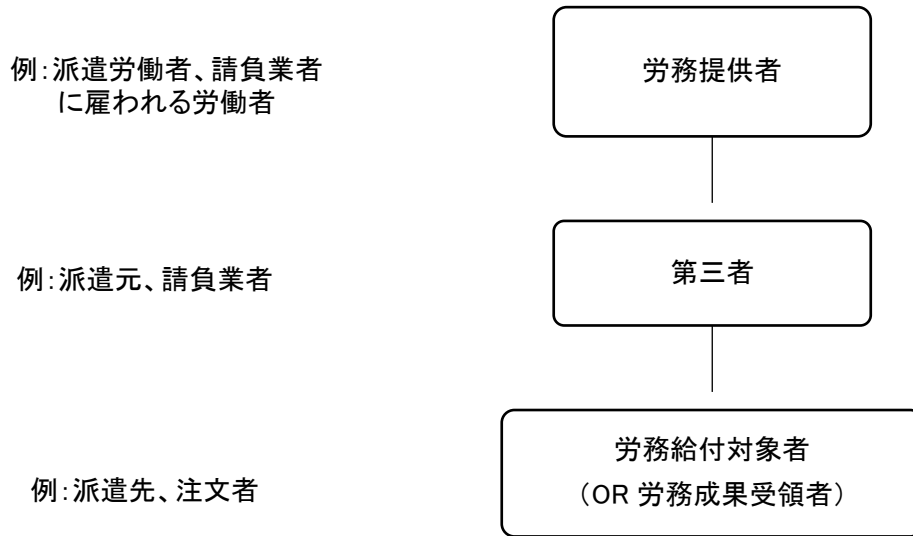 例：派遣労働者、請負業者
に雇われる労働者
労務提供者
例：派遣元、請負業者
第三者
例：派遣先、注文者
労務給付対象者
（OR 労務成果受領者）